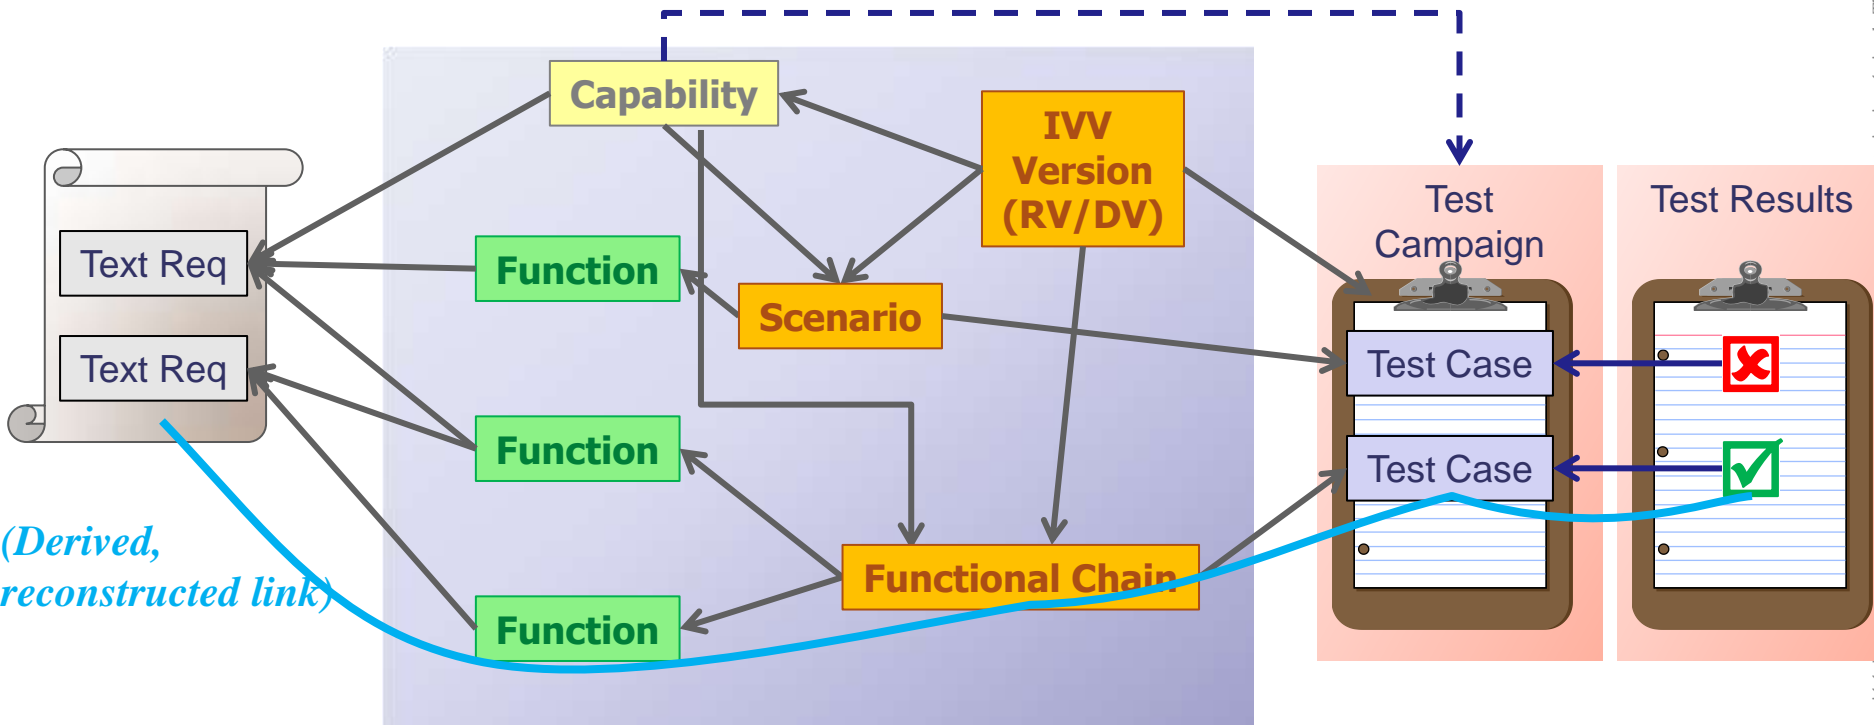 Capability
IVV
Version
(RV/DV)
Text Req
Text Req
Function
Scenario
Function
Function
Functional Chain
(Derived,
reconstructed link)
Test
Campaign
Test Case
Test Case
Test Results